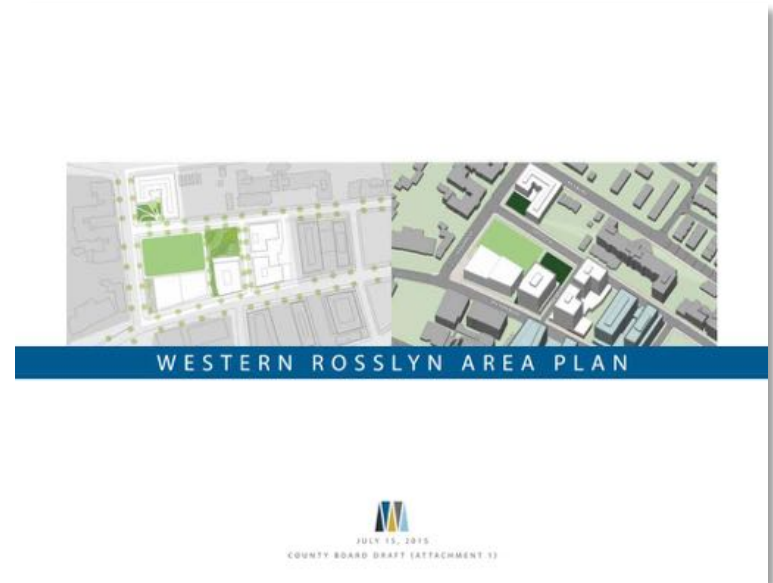 WESTERN ROSSLYN AREA PLAN
JULY 15, 2015
COUNTY BOARD DRAFT (ATTACHMENT 1)